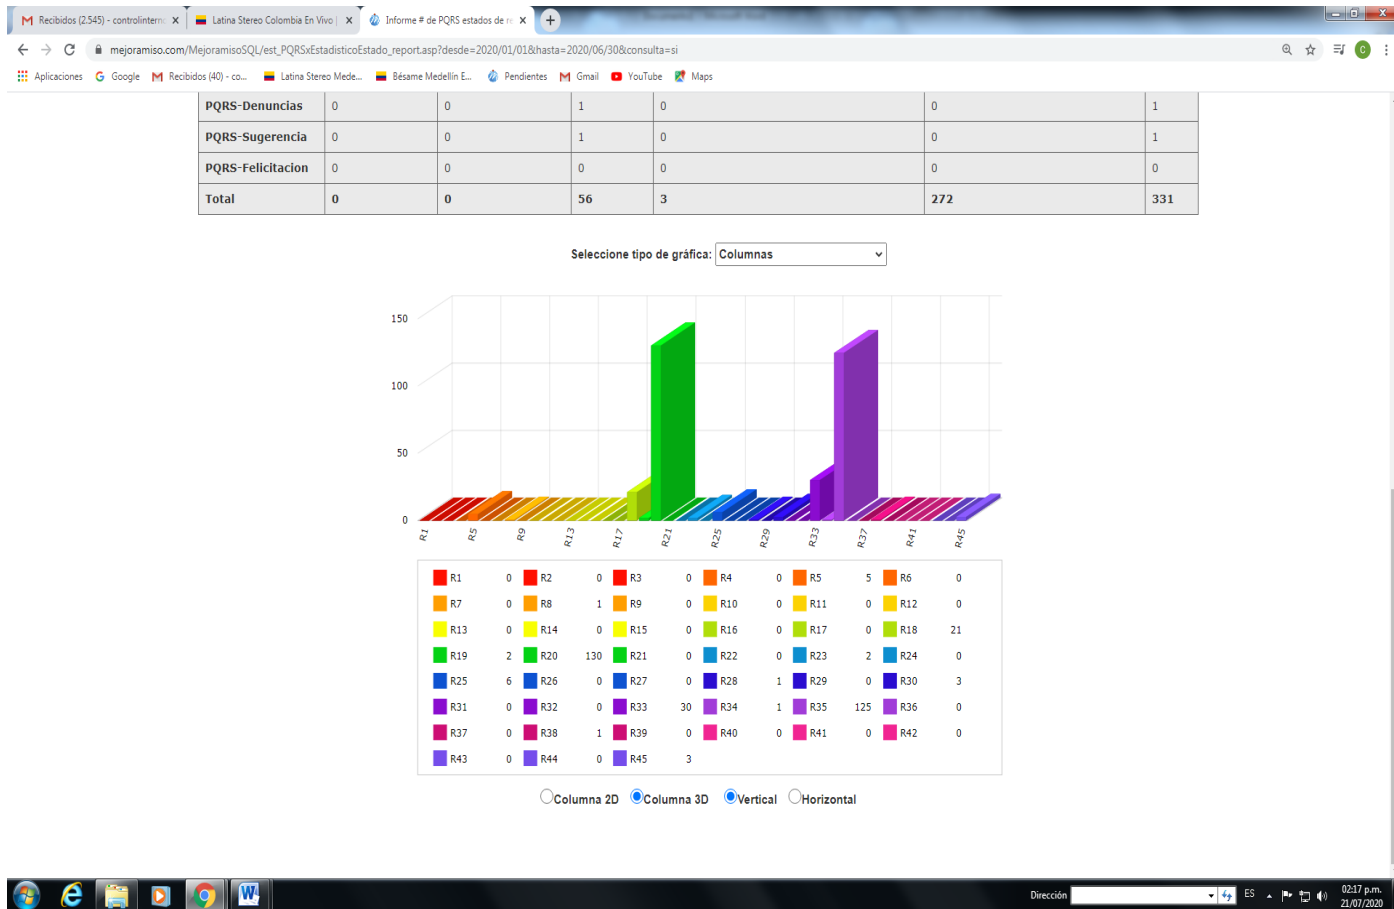 Recibidos (2.545) - controlintern
Latina Stereo Colombia En Vivo |
Informe # de PQRS estados de re
mejoramiso.com/MejoramisoSQL/est_PQRSxEstadisticoEstado_report.asp?desde=2020/01/01&hasta=2020/06/30&consulta=si
C
Aplicaciones Google Recibidos (40) - co... Latina Stereo Mede... Bésame Medellín E... Pendientes Gmail YouTube Maps
PQRS-Denuncias 0 0 1 0 0 1
PQRS-Sugerencia 0 0 1 0 0 1
PQRS-Felicitacion 0 0 0 0 0 0
Total 0 0 56 3 272 331
Seleccione tipo de gráfica: Columnas
150
100
50
0
R1 R5 R9 R13 R17 R21 R25 R29 R33 R37 R41 R45
R1 0 R2 0 R3 0 R4 0 R5 5 R6 0
R7 0 R8 1 R9 0 R10 0 R11 0 R12 0
R13 0 R14 0 R15 0 R16 0 R17 0 R18 21
R19 2 R20 130 R21 0 R22 0 R23 2 R24 0
R25 6 R26 0 R27 0 R28 1 R29 0 R30 3
R31 0 R32 0 R33 30 R34 1 R35 125 R36 0
R37 0 R38 1 R39 0 R40 0 R41 0 R42 0
R43 0 R44 0 R45 3
Columna 2D Columna 3D Vertical Horizontal
Dirección ES 02:17 p.m.
21/07/2020